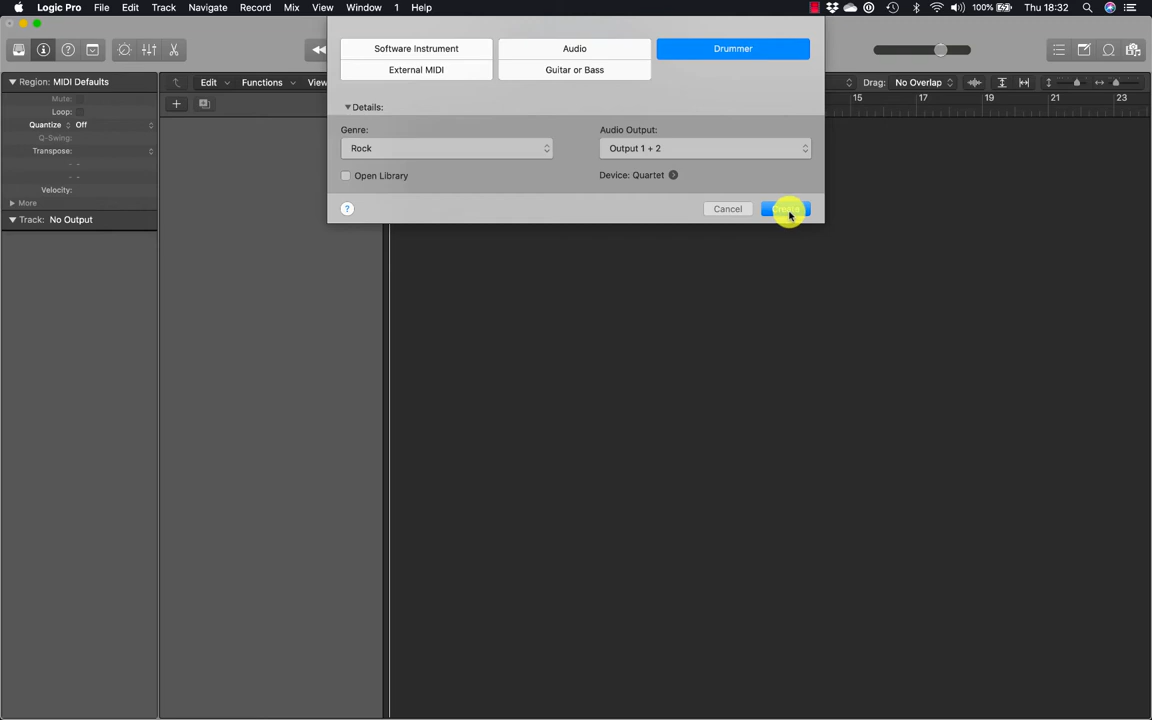 Logic Pro File Edit Track Navigate Record Mix View Window 1 Help 100% Thu 18:32
Software Instrument Audio Drummer
External MIDI Guitar or Bass
Region: MIDI Defaults
Edit Functions View Drag: No Overlap
Mute:
Loop:
Quantize Off
Q-Swing:
Transpose:
Velocity:
More
Track: No Output
15 17 19 21 23
Details:
Genre: Audio Output:
Rock Output 1 + 2
Open Library Device: Quartet
? Cancel Create